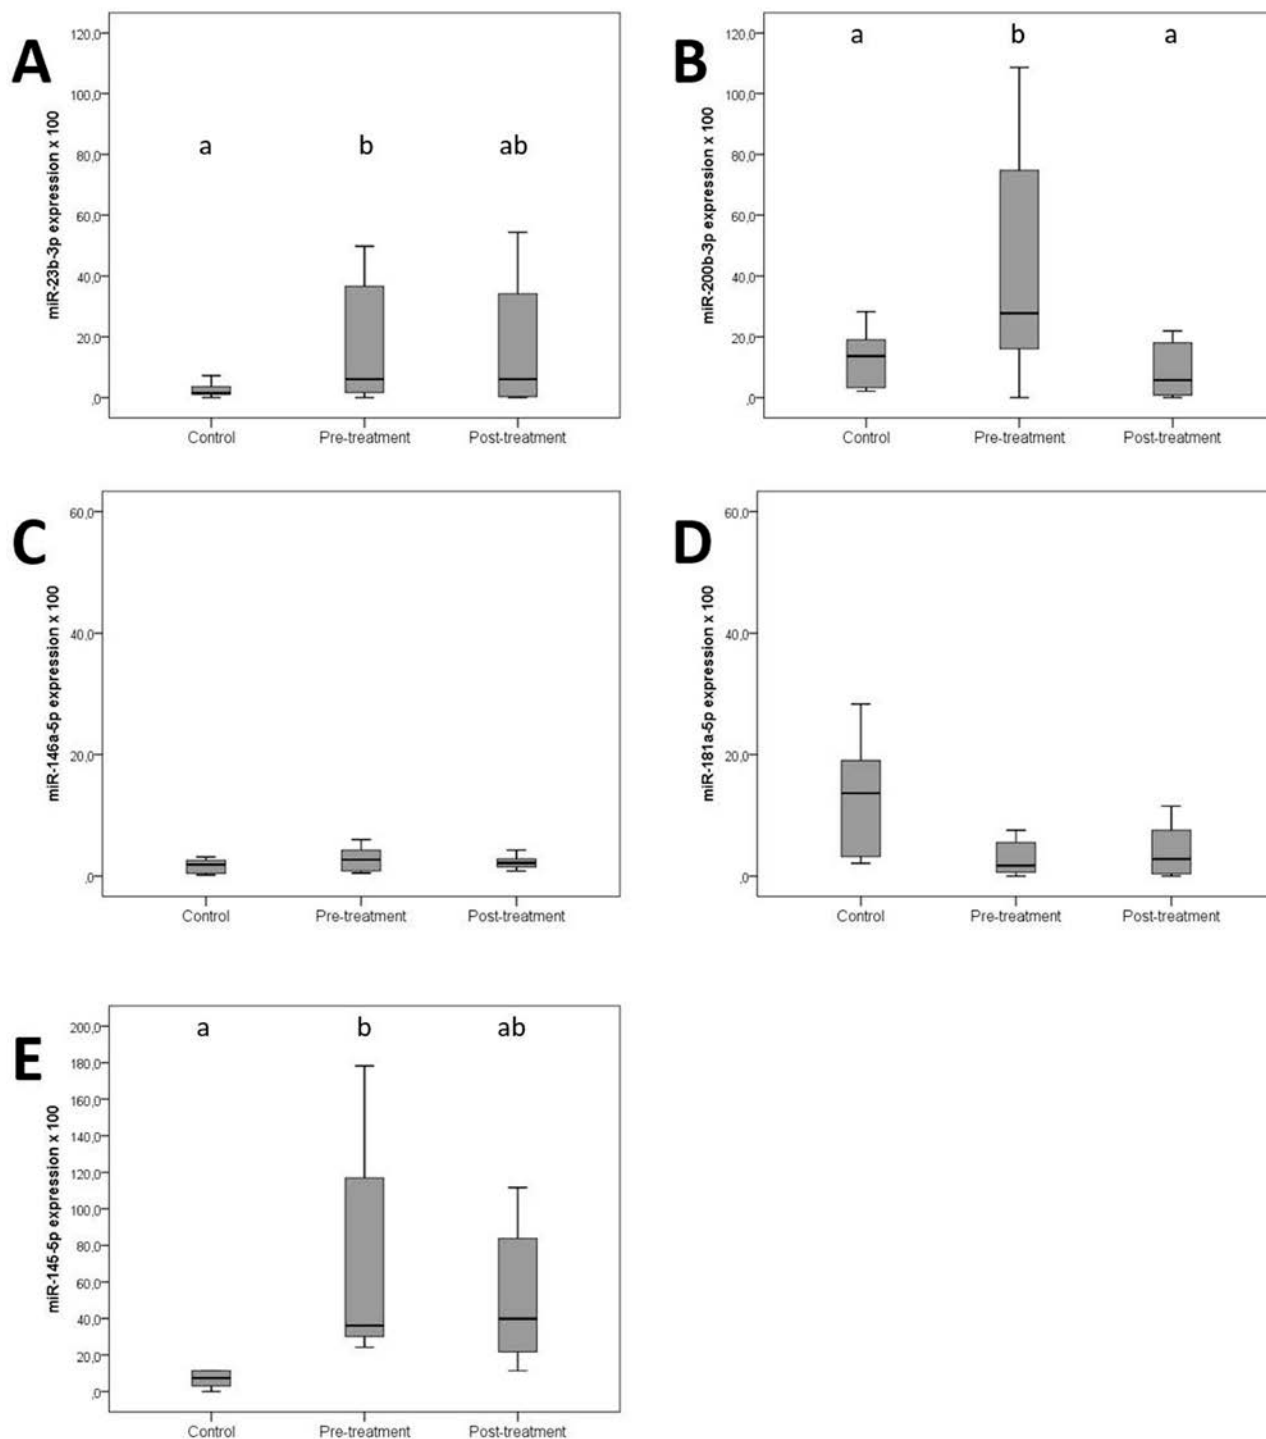 A
miR-23b-3p expression x 100
120,0
100,0
80,0
60,0
40,0
20,0
,0
a b ab
Control Pre-treatment Post-treatment
B
miR-200b-3p expression x 100
120,0
100,0
80,0
60,0
40,0
20,0
,0
a b a
Control Pre-treatment Post-treatment
C
miR-146a-5p expression x 100
60,0
40,0
20,0
,0
Control Pre-treatment Post-treatment
D
miR-181a-5p expression x 100
60,0
40,0
20,0
,0
Control Pre-treatment Post-treatment
E
miR-145-5p expression x 100
200,0
180,0
160,0
140,0
120,0
100,0
80,0
60,0
40,0
20,0
,0
a b ab
Control Pre-treatment Post-treatment